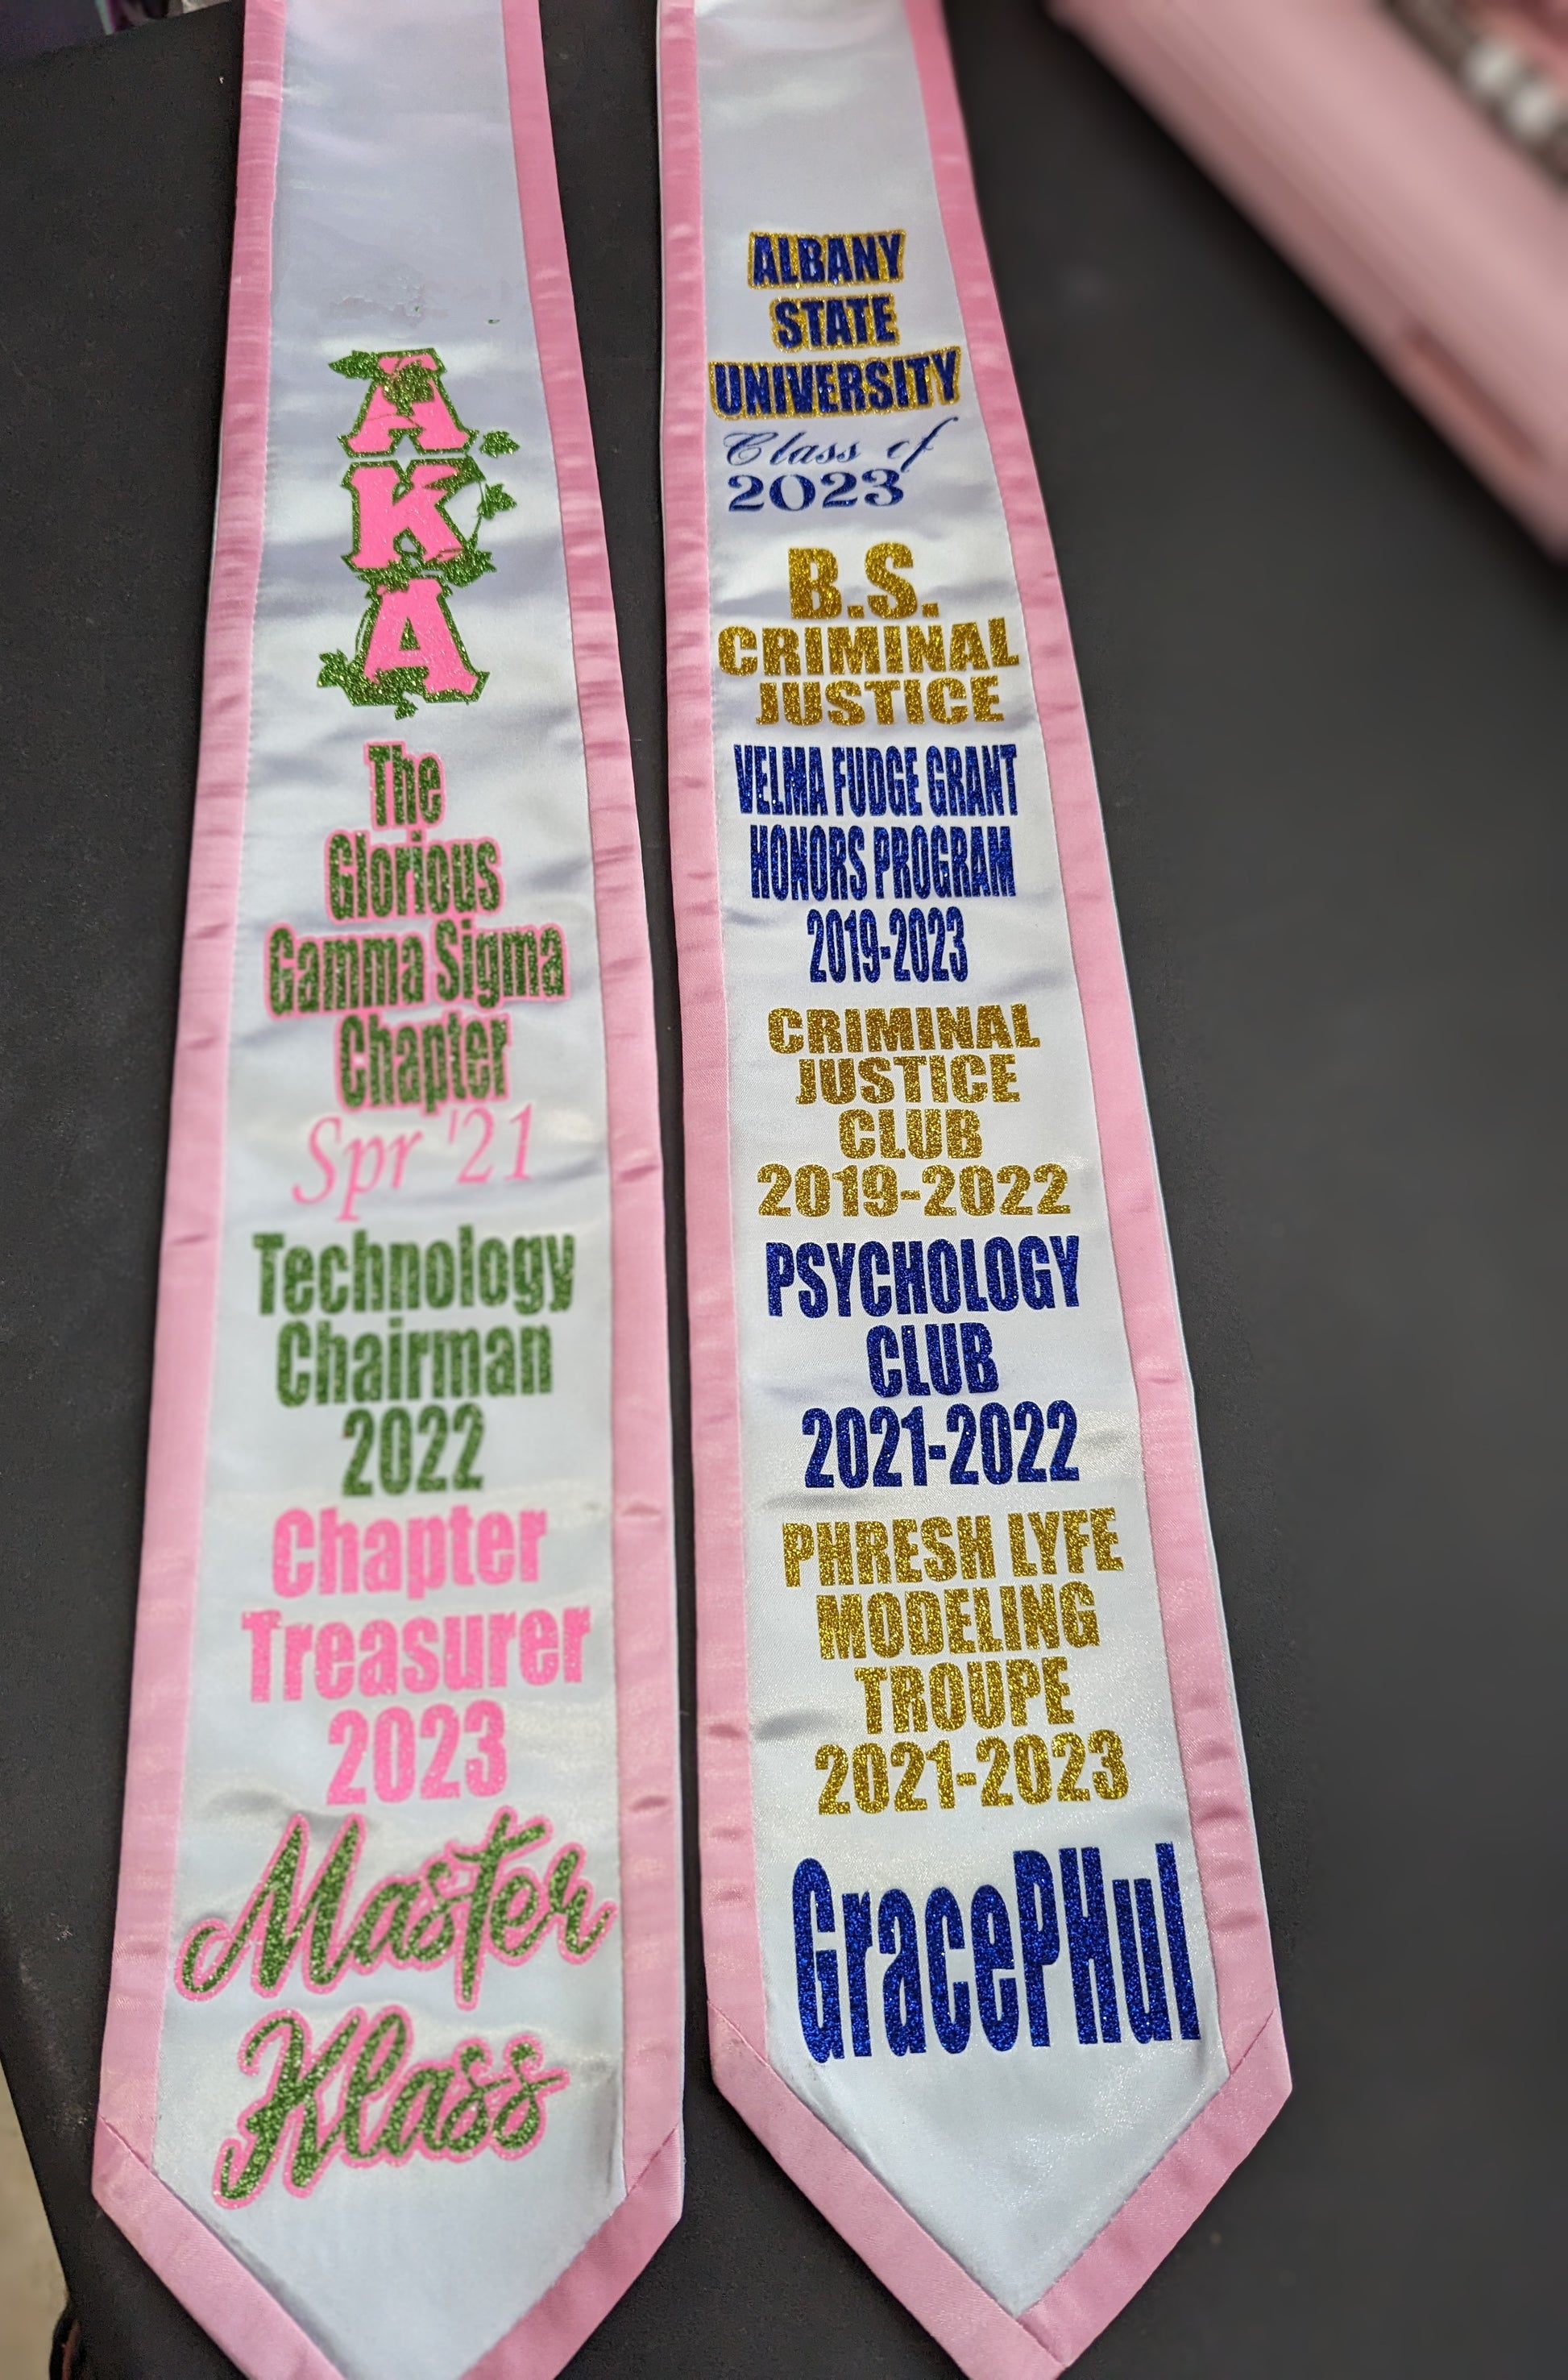 A
K
A
The
Glorious
Gamma Sigma
Chapter
Spr '21
Technology
Chairman
2022
Chapter
Treasurer
2023
Master
Klass
ALBANY
STATE
UNIVERSITY
Class of
2023
B.S.
CRIMINAL
JUSTICE
VELMA FUDGE GRANT
HONORS PROGRAM
2019-2023
CRIMINAL
JUSTICE
CLUB
2019-2022
PSYCHOLOGY
CLUB
2021-2022
PHRESH LYFE
MODELING
TROUPE
2021-2023
GracePHul